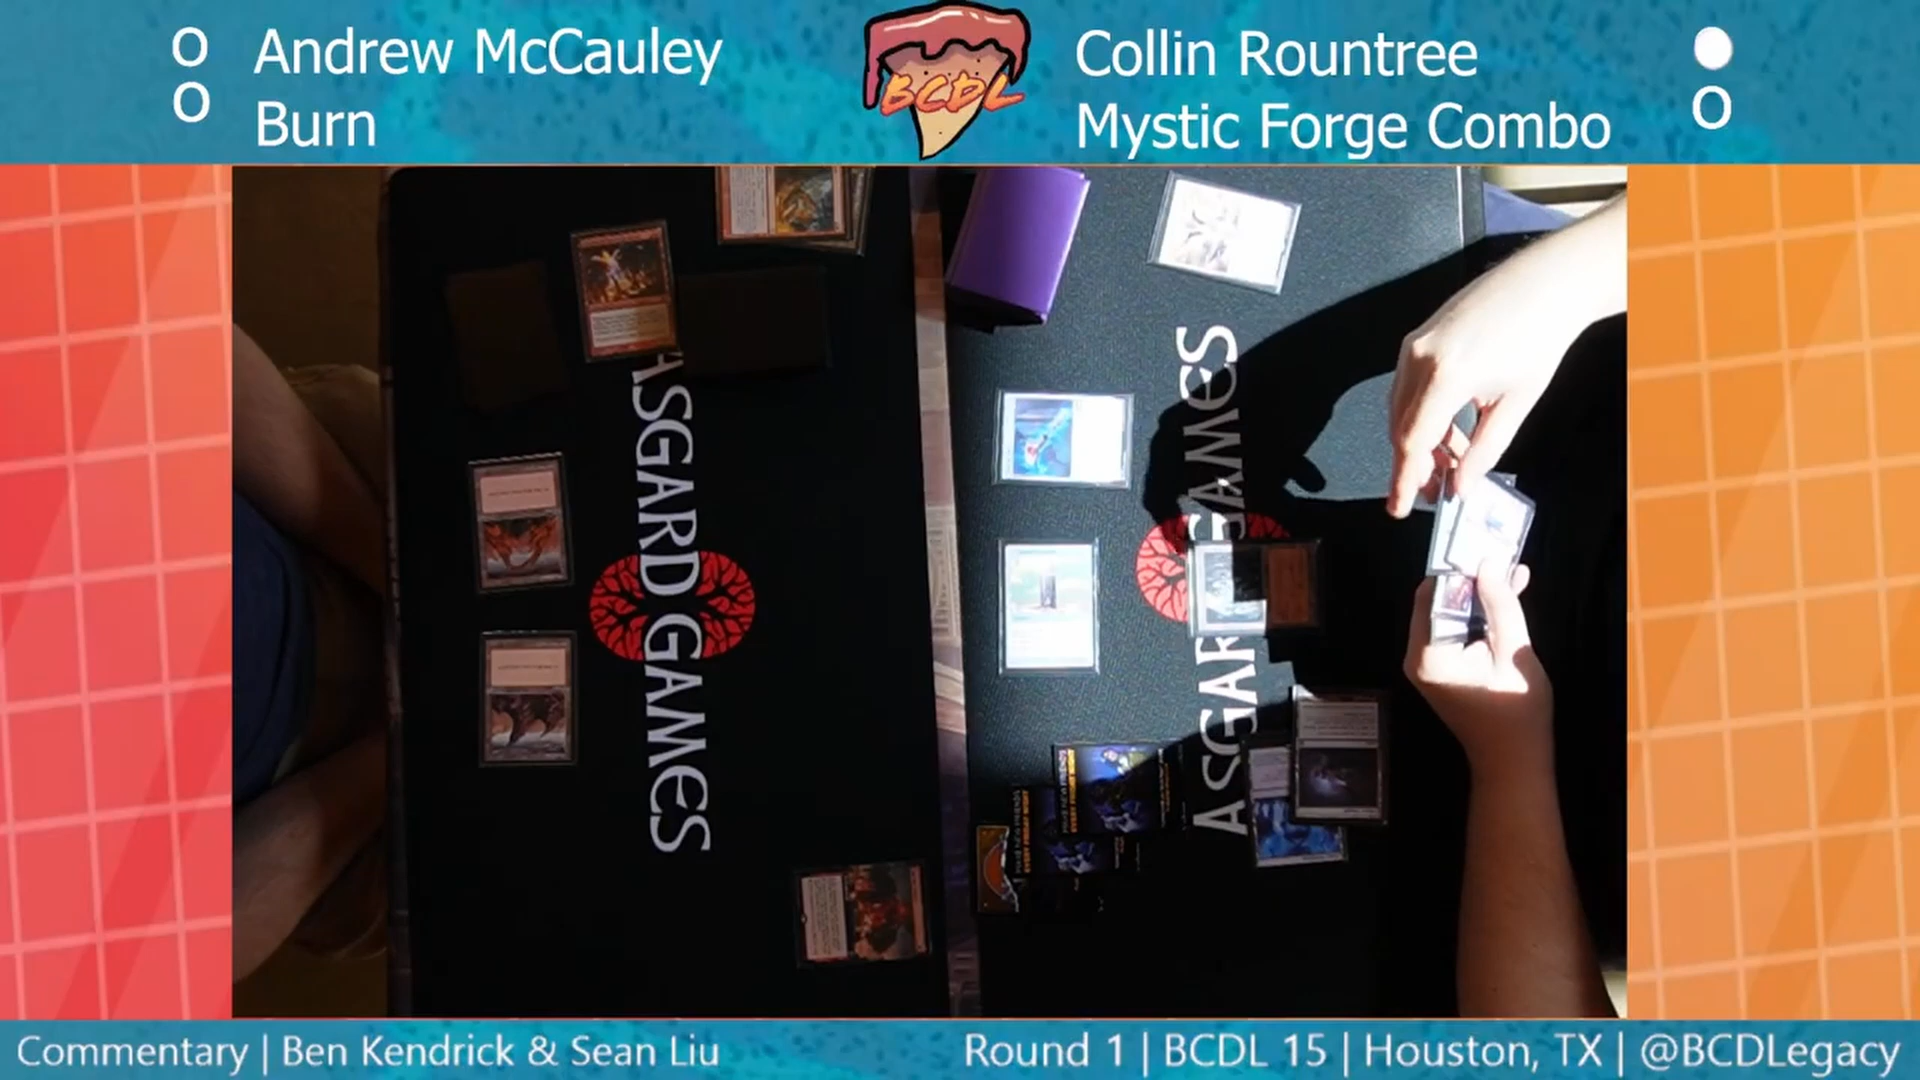 Andrew McCauley
Burn
BCDL
Collin Rountree
Mystic Forge Combo
ASGARD GAMES
ASGARD GAMES
Commentary | Ben Kendrick & Sean Liu
Round 1 | BCDL 15 | Houston, TX | @BCDLegacy